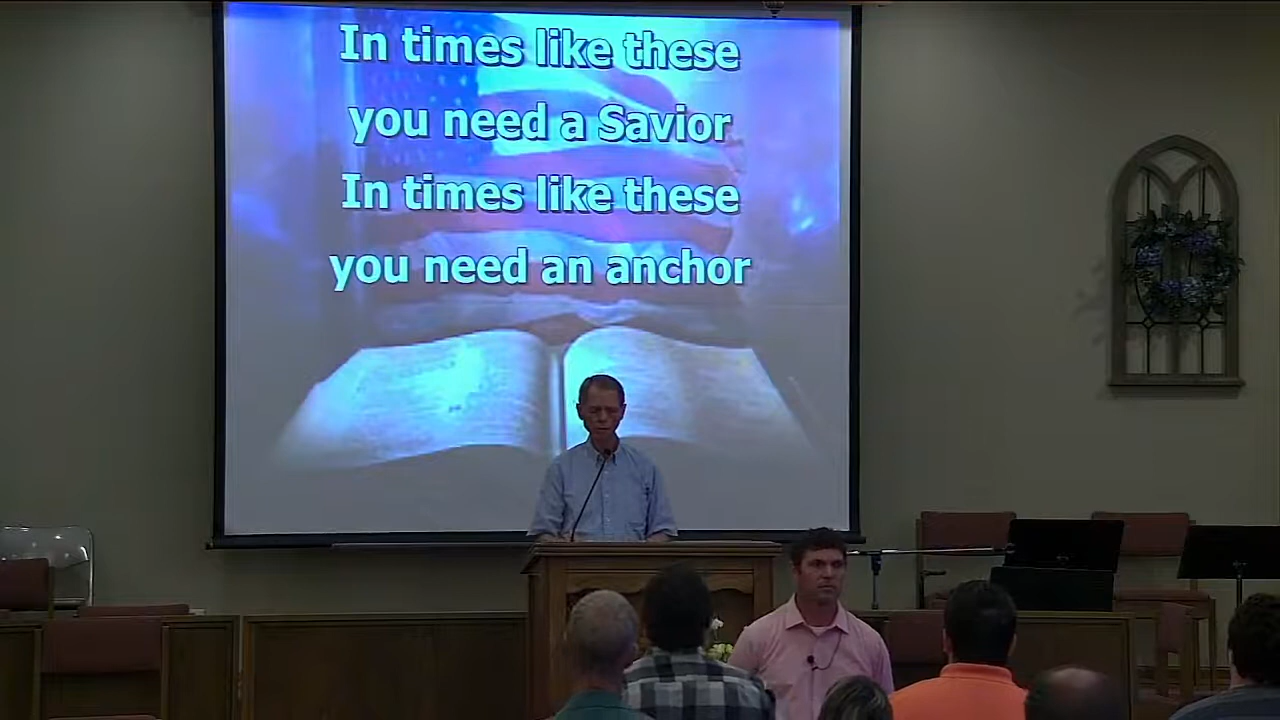 In times like these
you need a Savior
In times like these
you need an anchor